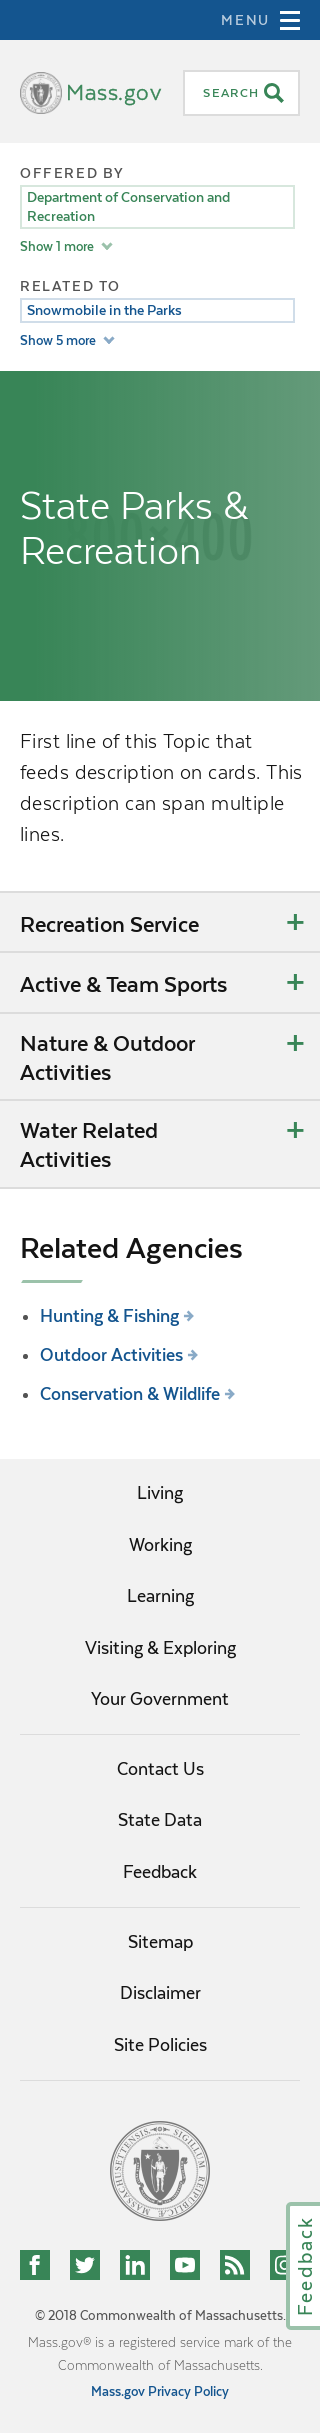 MENU
Mass.gov
SEARCH
OFFERED BY
Department of Conservation and
Recreation
Show 1 more
RELATED TO
Snowmobile in the Parks
Show 5 more
State Parks &
Recreation
First line of this Topic that
feeds description on cards. This
description can span multiple
lines.
Recreation Service
Active & Team Sports
Nature & Outdoor
Activities
Water Related
Activities
Related Agencies
Hunting & Fishing
Outdoor Activities
Conservation & Wildlife
Living
Working
Learning
Visiting & Exploring
Your Government
Contact Us
State Data
Feedback
Sitemap
Disclaimer
Site Policies
Feedback
© 2018 Commonwealth of Massachusetts.
Mass.gov® is a registered service mark of the
Commonwealth of Massachusetts.
Mass.gov Privacy Policy